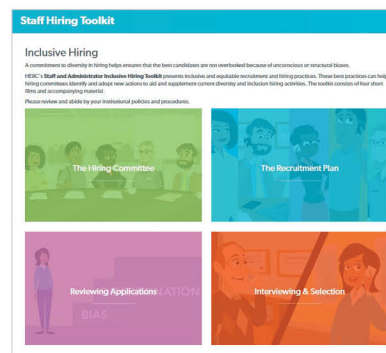 Staff Hiring Toolkit
Inclusive Hiring
A commitment to diversity in hiring helps ensure that the best candidates are not overlooked because of unconscious or structural biases.
HERC's Staff and Administrator Inclusive Hiring Toolkit presents inclusive and equitable recruitment and hiring practices. These best practices can help
hiring committees identify and adopt new actions to aid and supplement current diversity and inclusion hiring activities. The toolkit consists of four short
films and accompanying material.
Please review and abide by your institutional policies and procedures.
The Hiring Committee
The Recruitment Plan
Reviewing Applications
NATION
BIAS
Interviewing & Selection